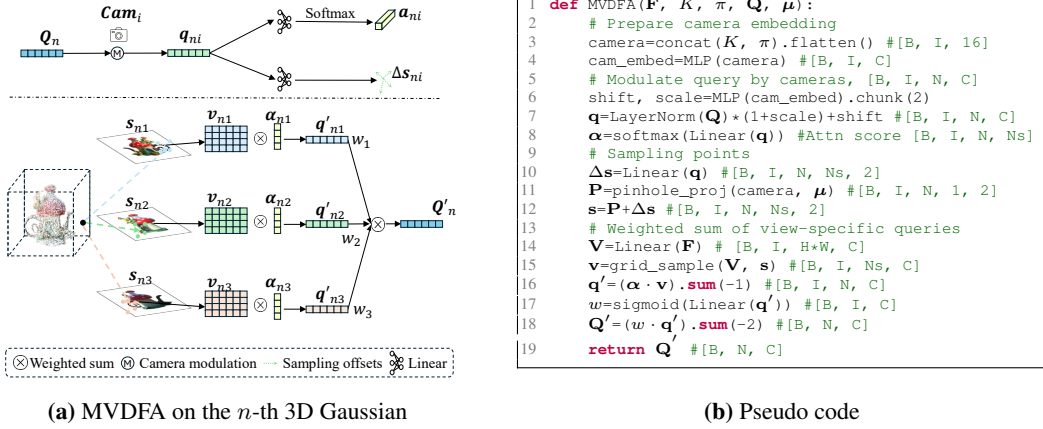 Cam_i
Softmax
a_ni
Q_n
M
q_ni
Linear
Δs_ni
Linear
s_n1
v_n1
α_n1
q'_n1
w_1
s_n2
v_n2
α_n2
q'_n2
w_2
Q'_n
s_n3
v_n3
α_n3
q'_n3
w_3
⊗ Weighted sum Ⓜ Camera modulation Sampling offsets Linear
(a) MVDFA on the n-th 3D Gaussian
1 def MVDFA(F, K, π, Q, μ):
2 # Prepare camera embedding
3 camera=concat(K, π).flatten() #[B, I, 16]
4 cam_embed=MLP(camera) #[B, I, C]
5 # Modulate query by cameras, [B, I, N, C]
6 shift, scale=MLP(cam_embed).chunk(2)
7 q=LayerNorm(Q)*(1+scale)+shift #[B, I, N, C]
8 α=softmax(Linear(q)) #Attn score [B, I, N, Ns]
9 # Sampling points
10 Δs=Linear(q) #[B, I, N, Ns, 2]
11 P=pinhole_proj(camera, μ) #[B, I, N, 1, 2]
12 s=P+Δs #[B, I, N, Ns, 2]
13 # Weighted sum of view-specific queries
14 V=Linear(F) # [B, I, H*W, C]
15 v=grid_sample(V, s) #[B, I, Ns, C]
16 q'=(α · v).sum(-1) #[B, I, N, C]
17 w=sigmoid(Linear(q')) #[B, I, C]
18 Q'=(w · q').sum(-2) #[B, N, C]
19 return Q' #[B, N, C]
(b) Pseudo code